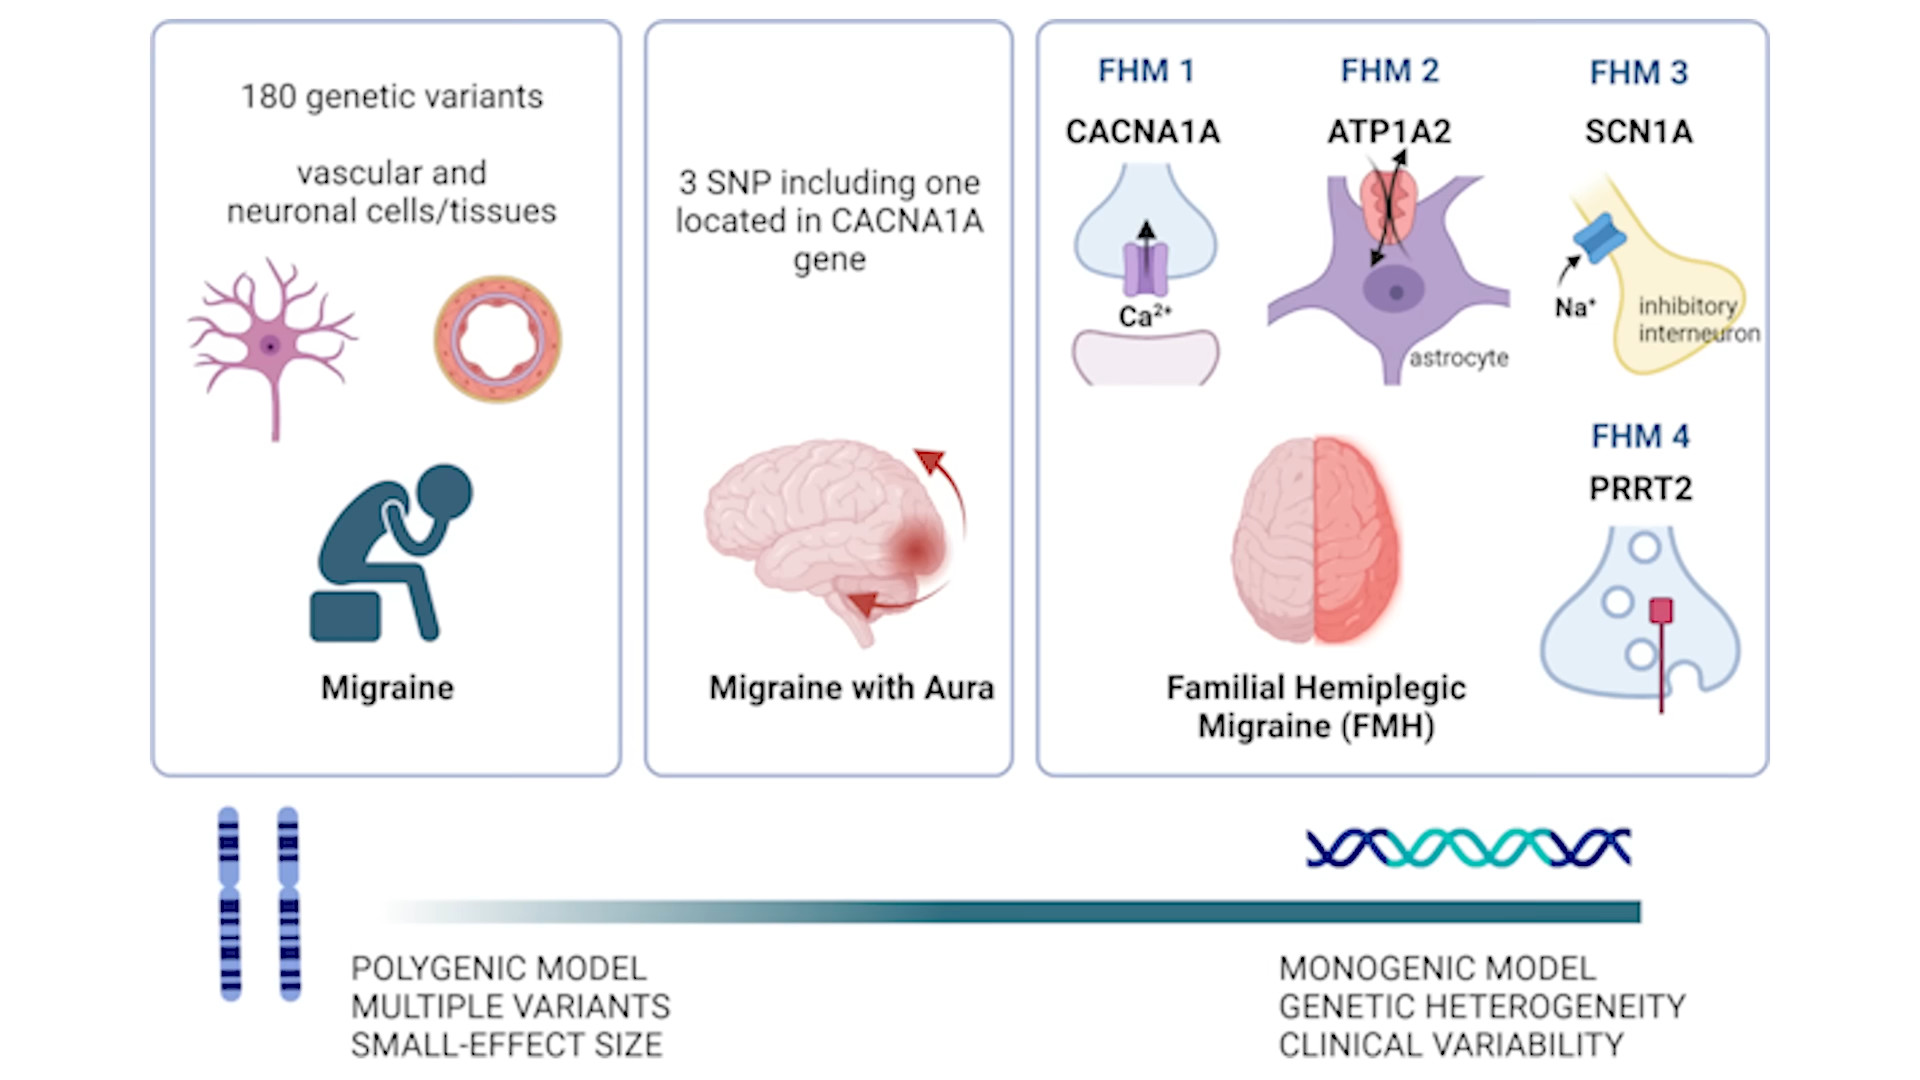 180 genetic variants
vascular and
neuronal cells/tissues
Migraine
3 SNP including one
located in CACNA1A
gene
Migraine with Aura
FHM 1
CACNA1A
Ca²⁺
FHM 2
ATP1A2
astrocyte
FHM 3
SCN1A
Na⁺
inhibitory
interneuron
FHM 4
PRRT2
Familial Hemiplegic
Migraine (FMH)
POLYGENIC MODEL
MULTIPLE VARIANTS
SMALL-EFFECT SIZE
MONOGENIC MODEL
GENETIC HETEROGENEITY
CLINICAL VARIABILITY